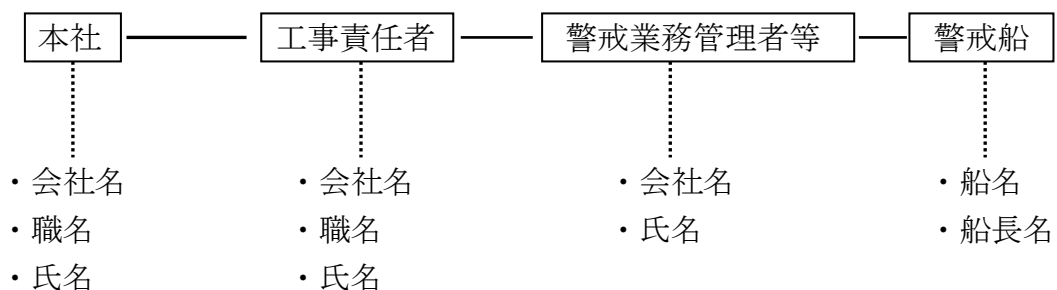 本社 工事責任者 警戒業務管理者等 警戒船
・会社名 ・会社名 ・会社名 ・船名
・職名 ・職名 ・氏名 ・船長名
・氏名 ・氏名